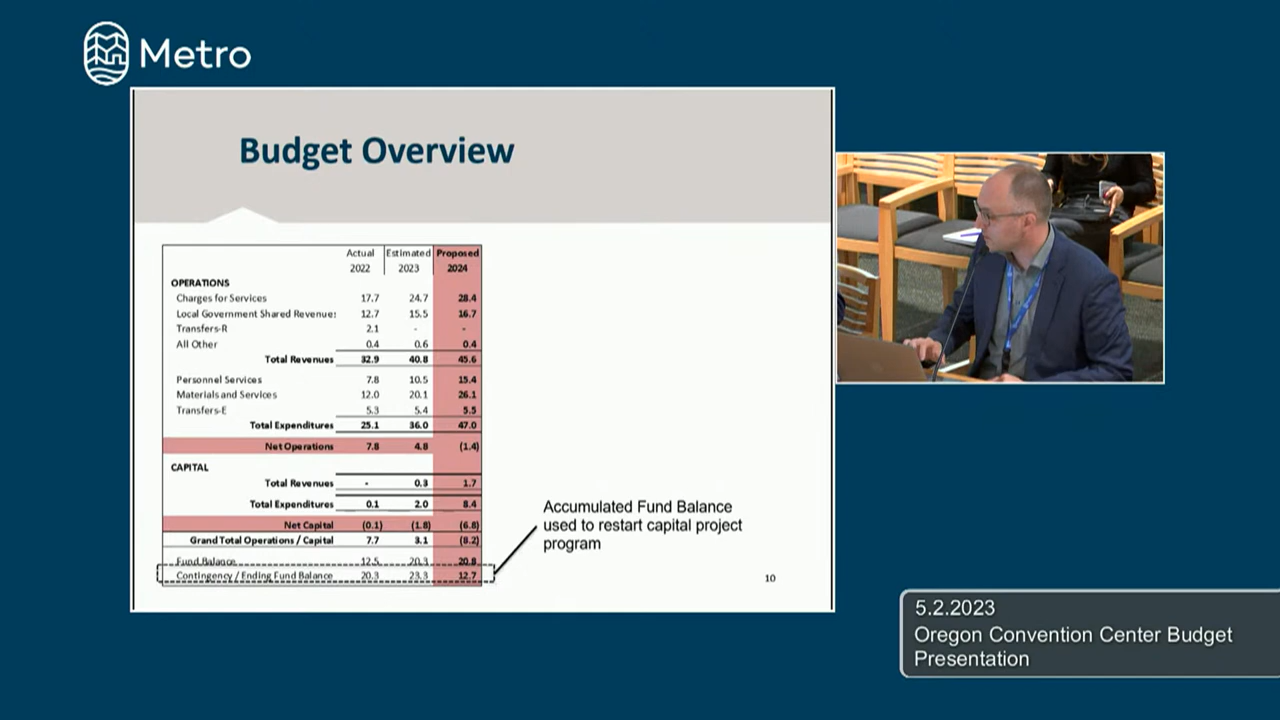 Metro
Budget Overview
Actual Estimated Proposed
2022 2023 2024
OPERATIONS
Charges for Services 17.7 24.7 28.4
Local Government Shared Revenue: 12.7 15.5 16.7
Transfers-R 2.1 - -
All Other 0.4 0.6 0.4
Total Revenues 32.9 40.8 45.6
Personnel Services 7.8 10.5 15.4
Materials and Services 12.0 20.1 26.1
Transfers-E 5.3 5.4 5.5
Total Expenditures 25.1 36.0 47.0
Net Operations 7.8 4.8 (1.4)
CAPITAL
Total Revenues - 0.3 1.7
Total Expenditures 0.1 2.0 8.4
Net Capital (0.1) (1.8) (6.8)
Grand Total Operations / Capital 7.7 3.1 (8.2)
Fund Balance 12.5 20.3 20.8
Contingency / Ending Fund Balance 20.3 23.3 12.7
Accumulated Fund Balance
used to restart capital project
program
10
5.2.2023
Oregon Convention Center Budget
Presentation